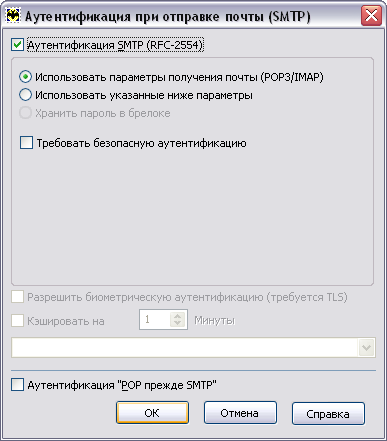 Аутентификация при отправке почты (SMTP)
Аутентификация SMTP (RFC-2554)
Использовать параметры получения почты (POP3/IMAP)
Использовать указанные ниже параметры
Хранить пароль в брелоке
Требовать безопасную аутентификацию
Разрешить биометрическую аутентификацию (требуется TLS)
Кэшировать на 1 Минуты
Аутентификация "POP прежде SMTP"
OK Отмена Справка